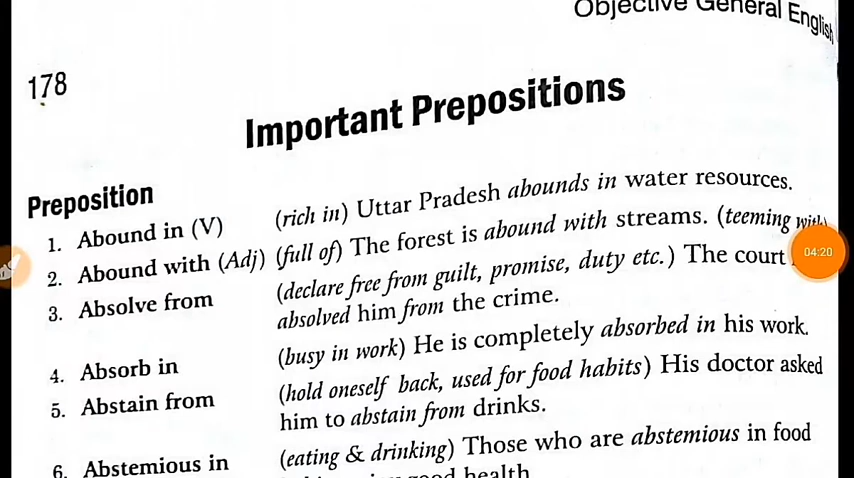 Objective General English
178
Important Prepositions
Preposition
1. Abound in (V) (rich in) Uttar Pradesh abounds in water resources.
2. Abound with (Adj) (full of) The forest is abound with streams. (teeming with)
3. Absolve from (declare free from guilt, promise, duty etc.) The court
absolved him from the crime.
4. Absorb in (busy in work) He is completely absorbed in his work.
5. Abstain from (hold oneself back, used for food habits) His doctor asked
him to abstain from drinks.
6. Abstemious in (eating & drinking) Those who are abstemious in food
good health
04:20